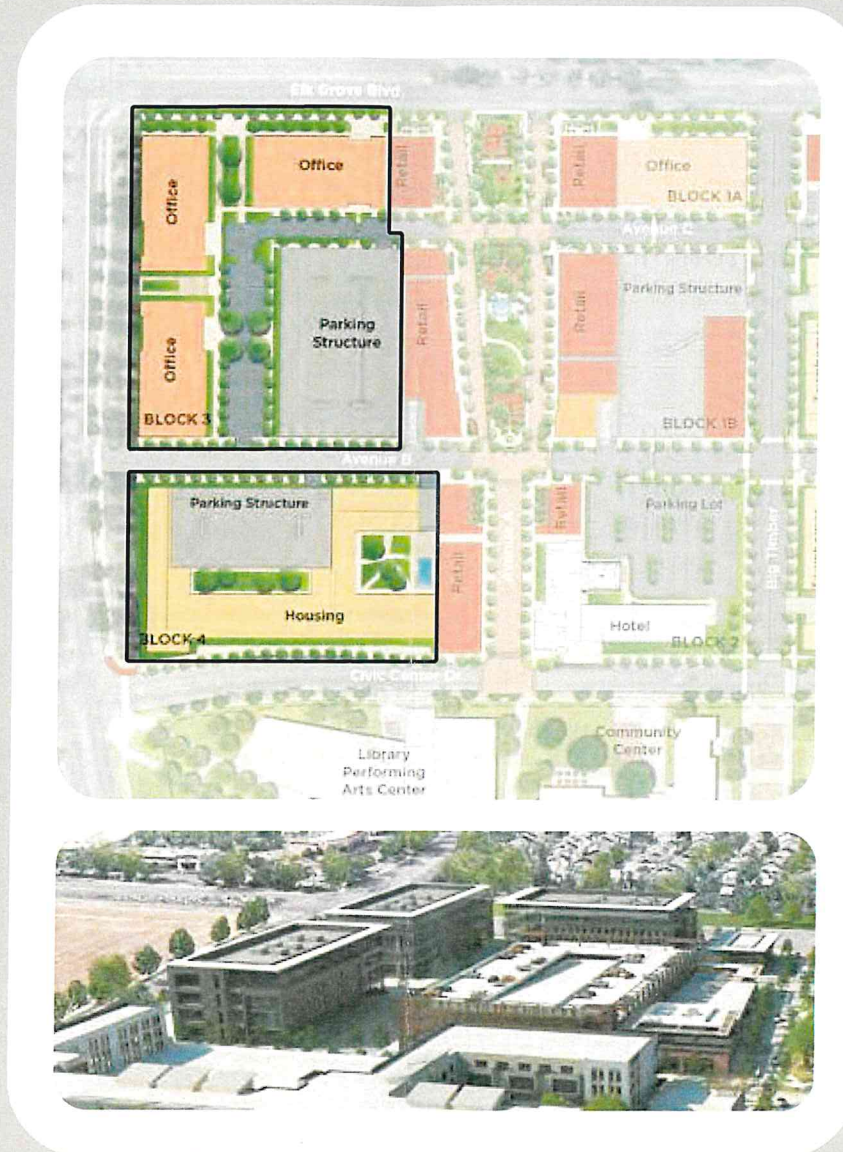 Elk Grove Blvd
Office
Office
Retail
Retail
Office
BLOCK 1A
Avenue C
Parking
Structure
Retail
Retail
Parking Structure
Office
BLOCK 3
BLOCK 1B
Avenue B
Parking Structure
Retail
Parking Lot
Big Timber
Retail
Housing
Hotel
BLOCK 4
BLOCK 2
Civic Center Dr
Library
Performing
Arts Center
Community
Center